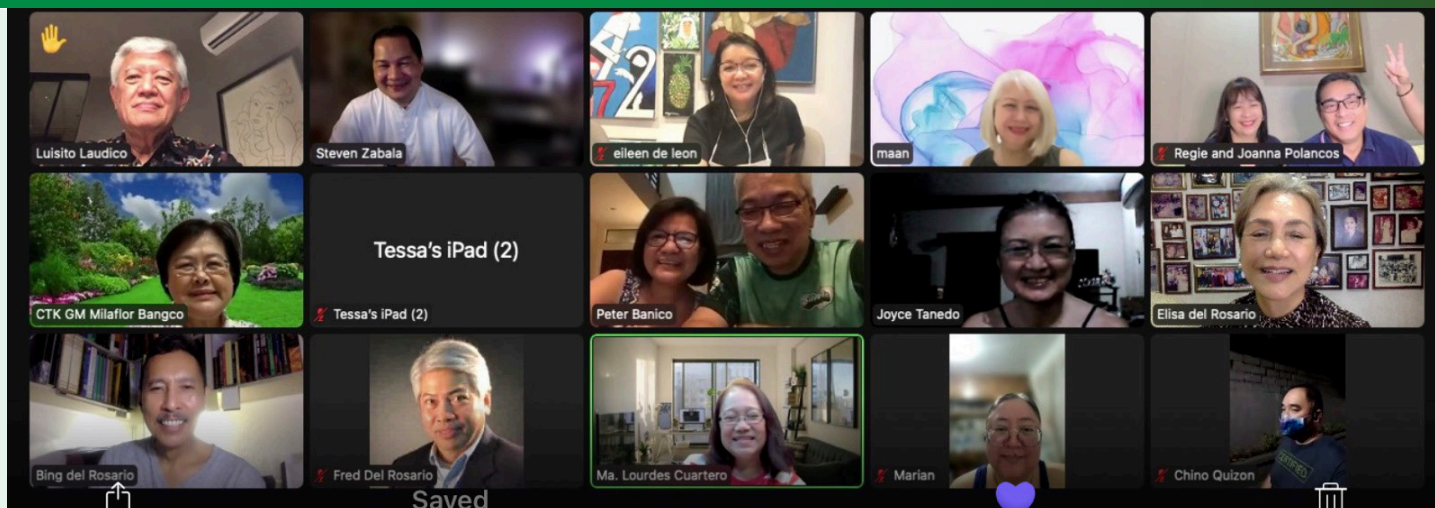 Luisito Laudico
Steven Zabala
eileen de leon
maan
Regie and Joanna Polancos
CTK GM Milaflor Bangco
Tessa's iPad (2)
Tessa's iPad (2)
Peter Banico
Joyce Tanedo
Elisa del Rosario
Bing del Rosario
Fred Del Rosario
Ma. Lourdes Cuartero
Marian
Chino Quizon
CERTIFIED
Saved